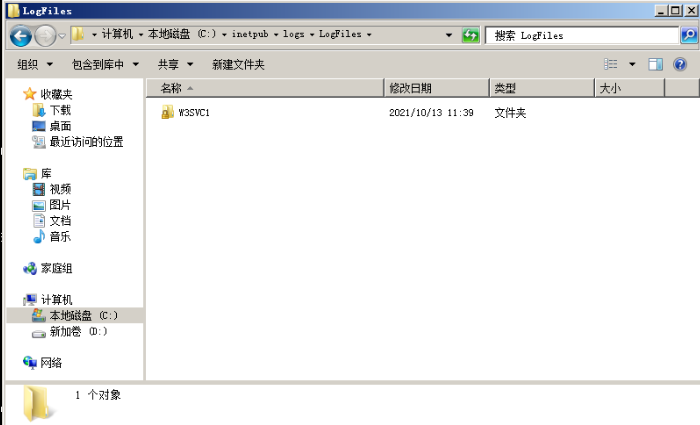 LogFiles
计算机 本地磁盘 (C:) inetpub logs LogFiles
搜索 LogFiles
组织 包含到库中 共享 新建文件夹
名称 修改日期 类型 大小
W3SVC1 2021/10/13 11:39 文件夹
收藏夹
下载
桌面
最近访问的位置
库
视频
图片
文档
音乐
家庭组
计算机
本地磁盘 (C:)
新加卷 (D:)
网络
1 个对象